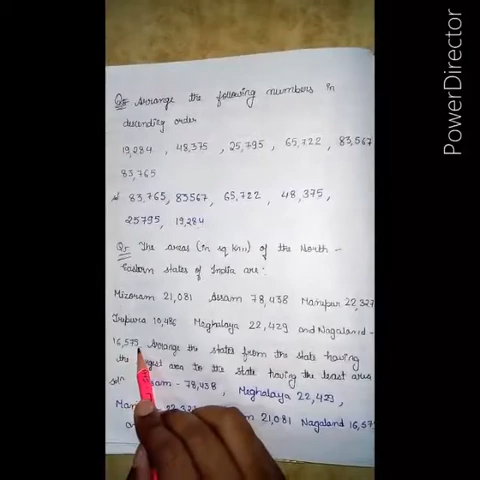 Q5 Arrange the following numbers in
descending order
19,284 , 48,375 , 25,795 , 65,722 , 83,567
83,765
83,765, 83567, 65,722 , 48,375,
25795, 19,284
Q The areas (in sq km) of the North -
Eastern states of India are:
Mizoram 21,081 Assam 78,438 Manipur 22,327
Tripura 10,486 Meghalaya 22,429 and Nagaland -
16,579 Arrange the states from the state having
the area to the state having the least area
78,438 , Meghalaya 22,429,
21,081 Nagaland 16,579
PowerDirector